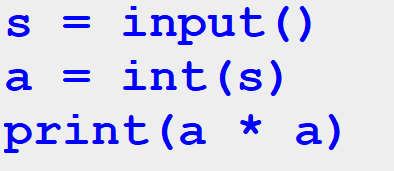 s = input()
a = int(s)
print(a * a)